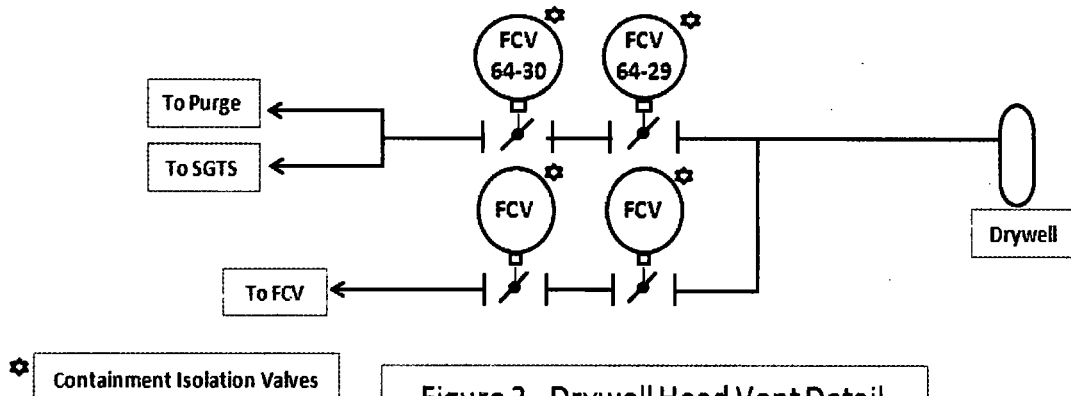 FCV
64-30
FCV
64-29
To Purge
To SGTS
FCV
FCV
Drywell
To FCV
Containment Isolation Valves
Figure 2 - Drywell Head Vent Detail